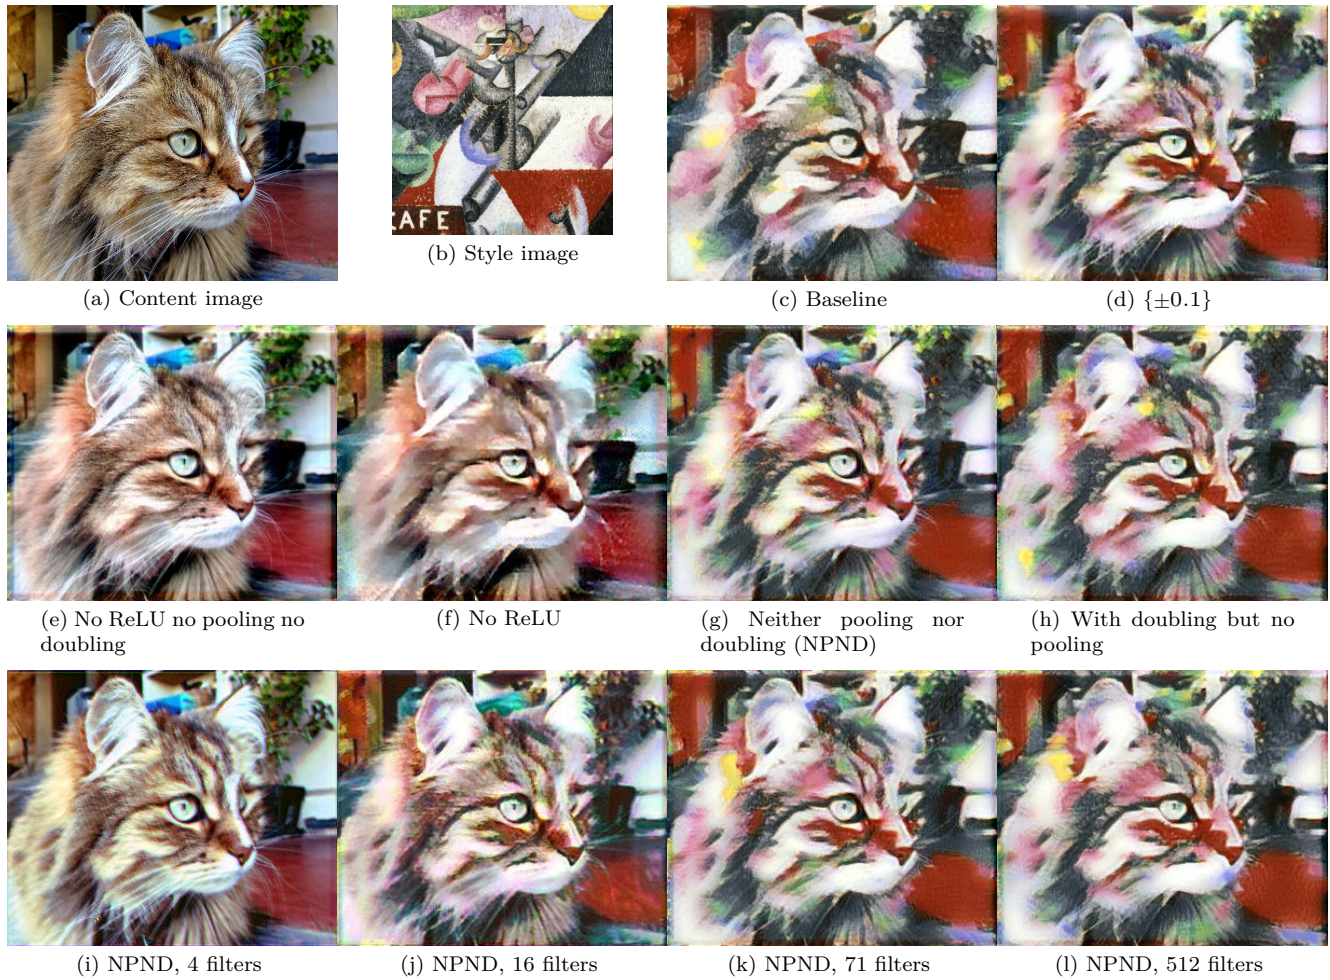 CAFE
(b) Style image
(a) Content image
(c) Baseline
(d) {±0.1}
(e) No ReLU no pooling no
doubling
(f) No ReLU
(g) Neither pooling nor
doubling (NPND)
(h) With doubling but no
pooling
(i) NPND, 4 filters
(j) NPND, 16 filters
(k) NPND, 71 filters
(l) NPND, 512 filters